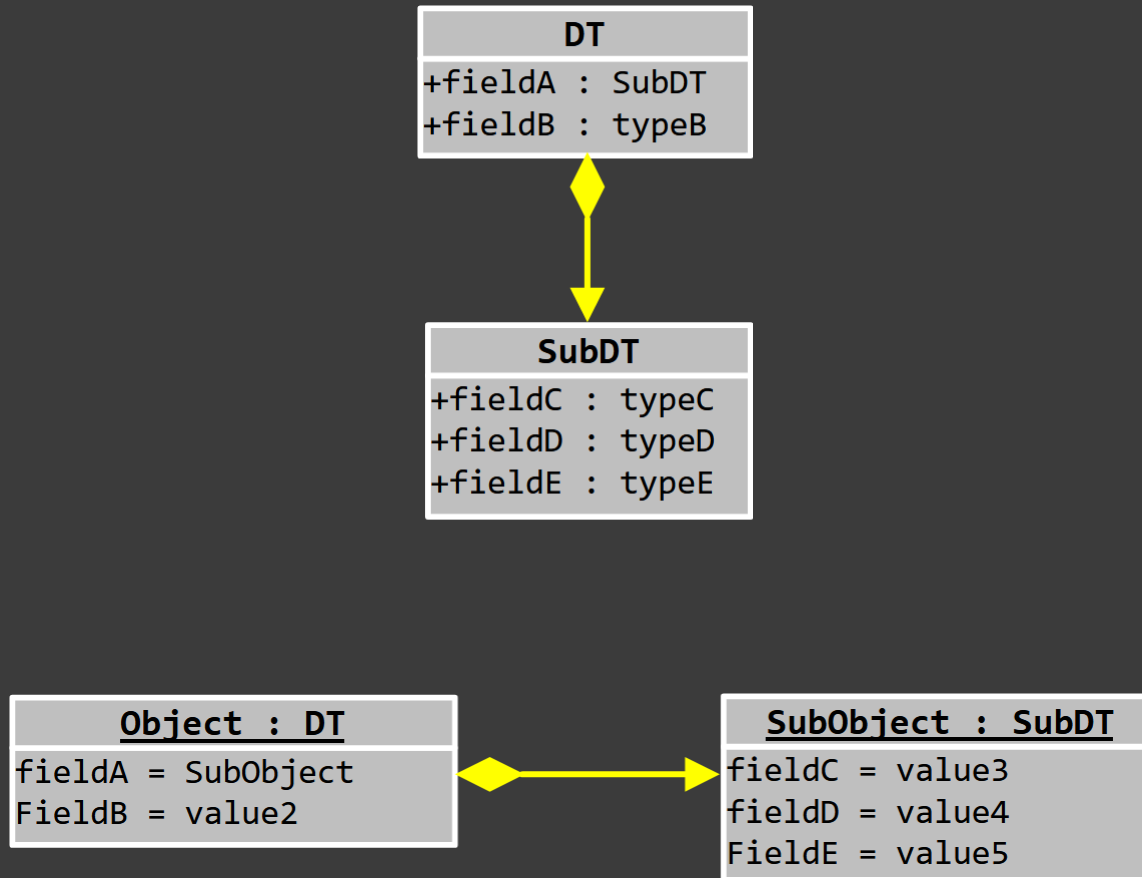 DT
+fieldA : SubDT
+fieldB : typeB
SubDT
+fieldC : typeC
+fieldD : typeD
+fieldE : typeE
Object : DT
fieldA = SubObject
FieldB = value2
SubObject : SubDT
fieldC = value3
fieldD = value4
FieldE = value5